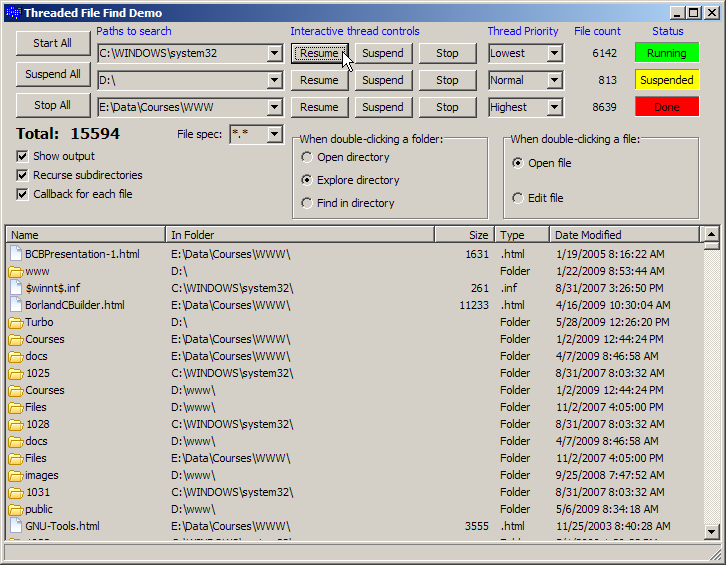 Threaded File Find Demo
Paths to search Interactive thread controls Thread Priority File count Status
Start All C:\WINDOWS\system32 Resume Suspend Stop Lowest 6142 Running
Suspend All D:\ Resume Suspend Stop Normal 813 Suspended
Stop All E:\Data\Courses\WWW Resume Suspend Stop Highest 8639 Done
Total: 15594 File spec: *.*
Show output
Recurse subdirectories
Callback for each file
When double-clicking a folder:
Open directory
Explore directory
Find in directory
When double-clicking a file:
Open file
Edit file
Name In Folder Size Type Date Modified
BCBPresentation-1.html E:\Data\Courses\WWW\ 1631 .html 1/19/2005 8:16:22 AM
www D:\ Folder 1/22/2009 8:53:44 AM
$winnt$.inf C:\WINDOWS\system32\ 261 .inf 8/31/2007 3:26:50 PM
BorlandCBuilder.html E:\Data\Courses\WWW\ 11233 .html 4/16/2009 10:30:04 AM
Turbo D:\ Folder 5/28/2009 12:26:20 PM
Courses E:\Data\Courses\WWW\ Folder 1/2/2009 12:44:24 PM
docs E:\Data\Courses\WWW\ Folder 4/7/2009 8:46:58 AM
1025 C:\WINDOWS\system32\ Folder 8/31/2007 8:03:32 AM
Courses D:\www\ Folder 1/2/2009 12:44:24 PM
Files D:\www\ Folder 11/2/2007 4:05:00 PM
1028 C:\WINDOWS\system32\ Folder 8/31/2007 8:03:32 AM
docs D:\www\ Folder 4/7/2009 8:46:58 AM
Files E:\Data\Courses\WWW\ Folder 11/2/2007 4:05:00 PM
images D:\www\ Folder 9/25/2008 7:47:52 AM
1031 C:\WINDOWS\system32\ Folder 8/31/2007 8:03:32 AM
public D:\www\ Folder 5/6/2009 8:34:18 AM
GNU-Tools.html E:\Data\Courses\WWW\ 3555 .html 11/25/2003 8:40:28 AM